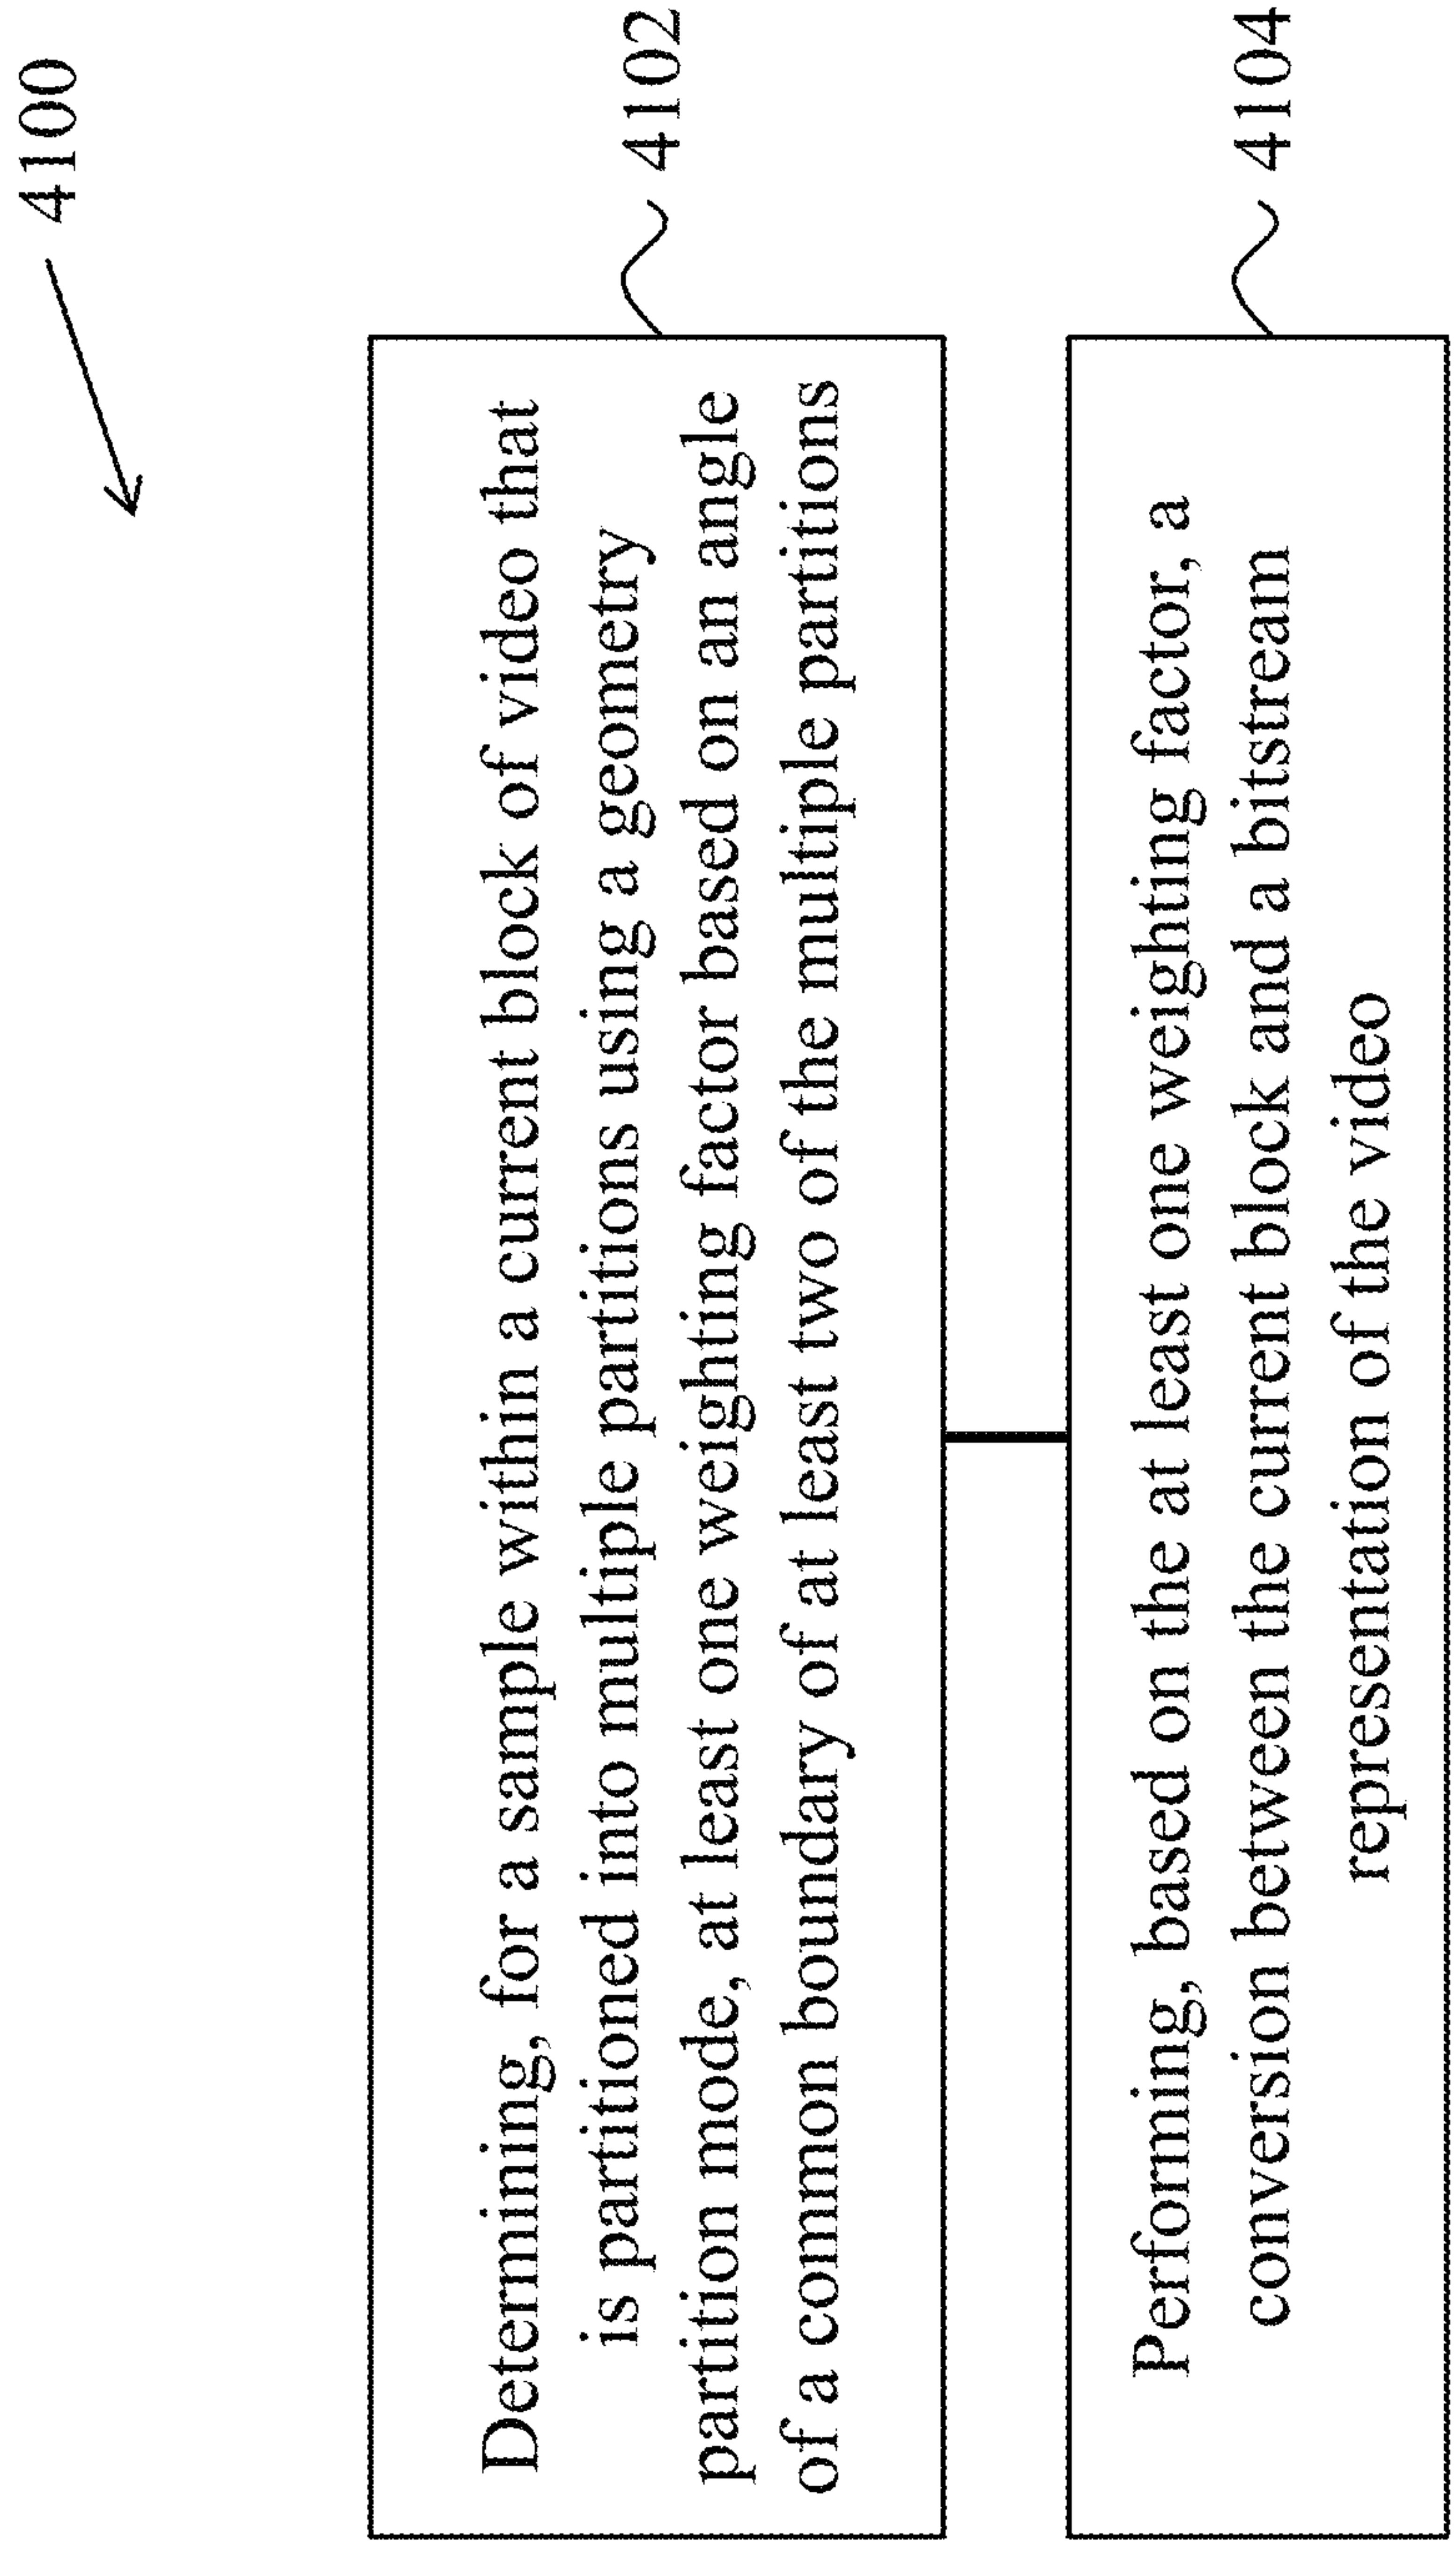 4100
Determining, for a sample within a current block of video that
is partitioned into multiple partitions using a geometry
partition mode, at least one weighting factor based on an angle
of a common boundary of at least two of the multiple partitions
4102
Performing, based on the at least one weighting factor, a
conversion between the current block and a bitstream
representation of the video
4104